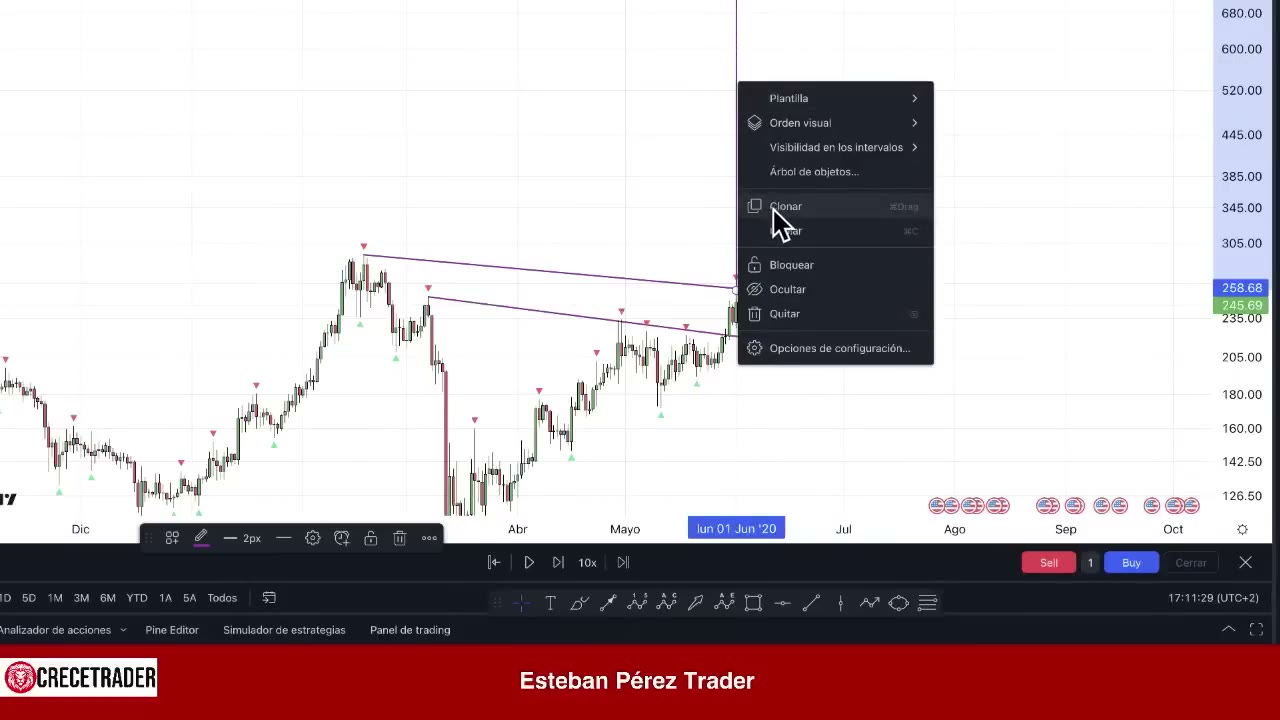 680.00
600.00
520.00
445.00
385.00
345.00
305.00
258.68
245.69
235.00
205.00
180.00
160.00
142.50
126.50
Plantilla
Orden visual
Visibilidad en los intervalos
Árbol de objetos...
Clonar ⌘Drag
⌘C
Bloquear
Ocultar
Quitar
Opciones de configuración...
Dic
Abr
Mayo
lun 01 Jun '20
Jul
Ago
Sep
Oct
2px
10x
Sell
1
Buy
Cerrar
1D 5D 1M 3M 6M YTD 1A 5A Todos
17:11:29 (UTC+2)
Analizador de acciones
Pine Editor
Simulador de estrategias
Panel de trading
CRECETRADER
Esteban Pérez Trader